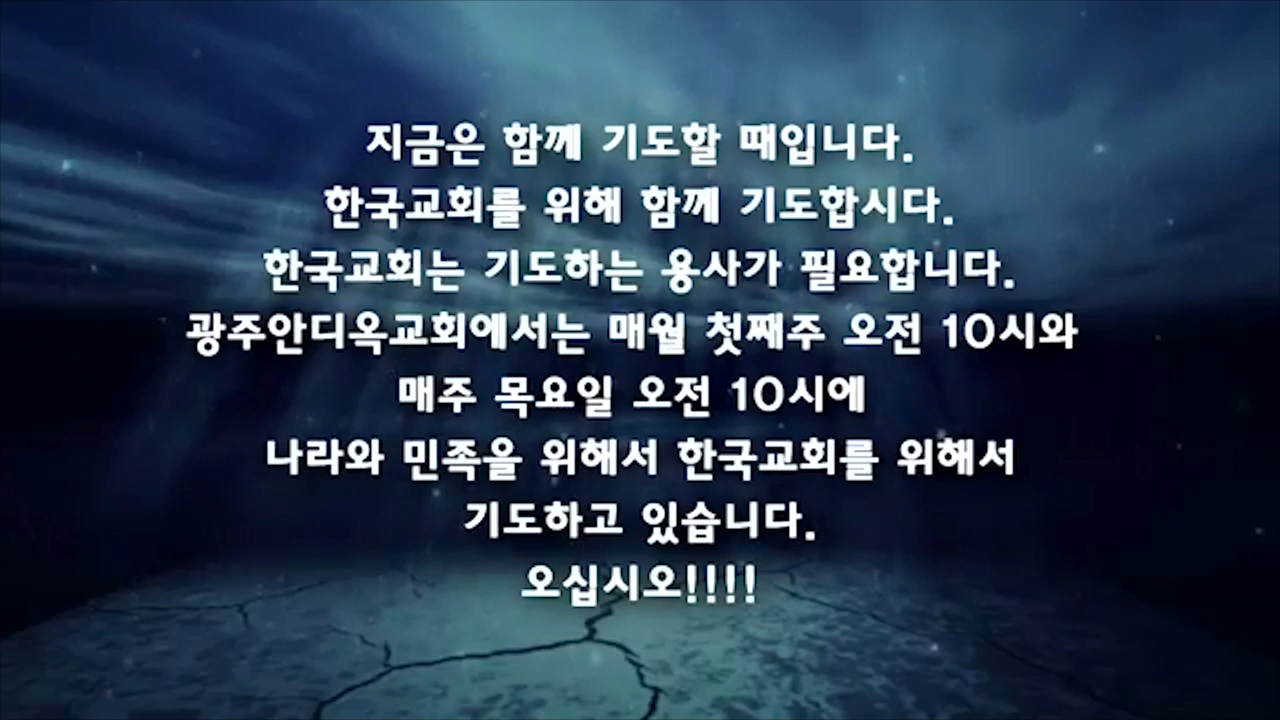 지금은 함께 기도할 때입니다.
한국교회를 위해 함께 기도합시다.
한국교회는 기도하는 용사가 필요합니다.
광주안디옥교회에서는 매월 첫째주 오전 10시와
매주 목요일 오전 10시에
나라와 민족을 위해서 한국교회를 위해서
기도하고 있습니다.
오십시오!!!!